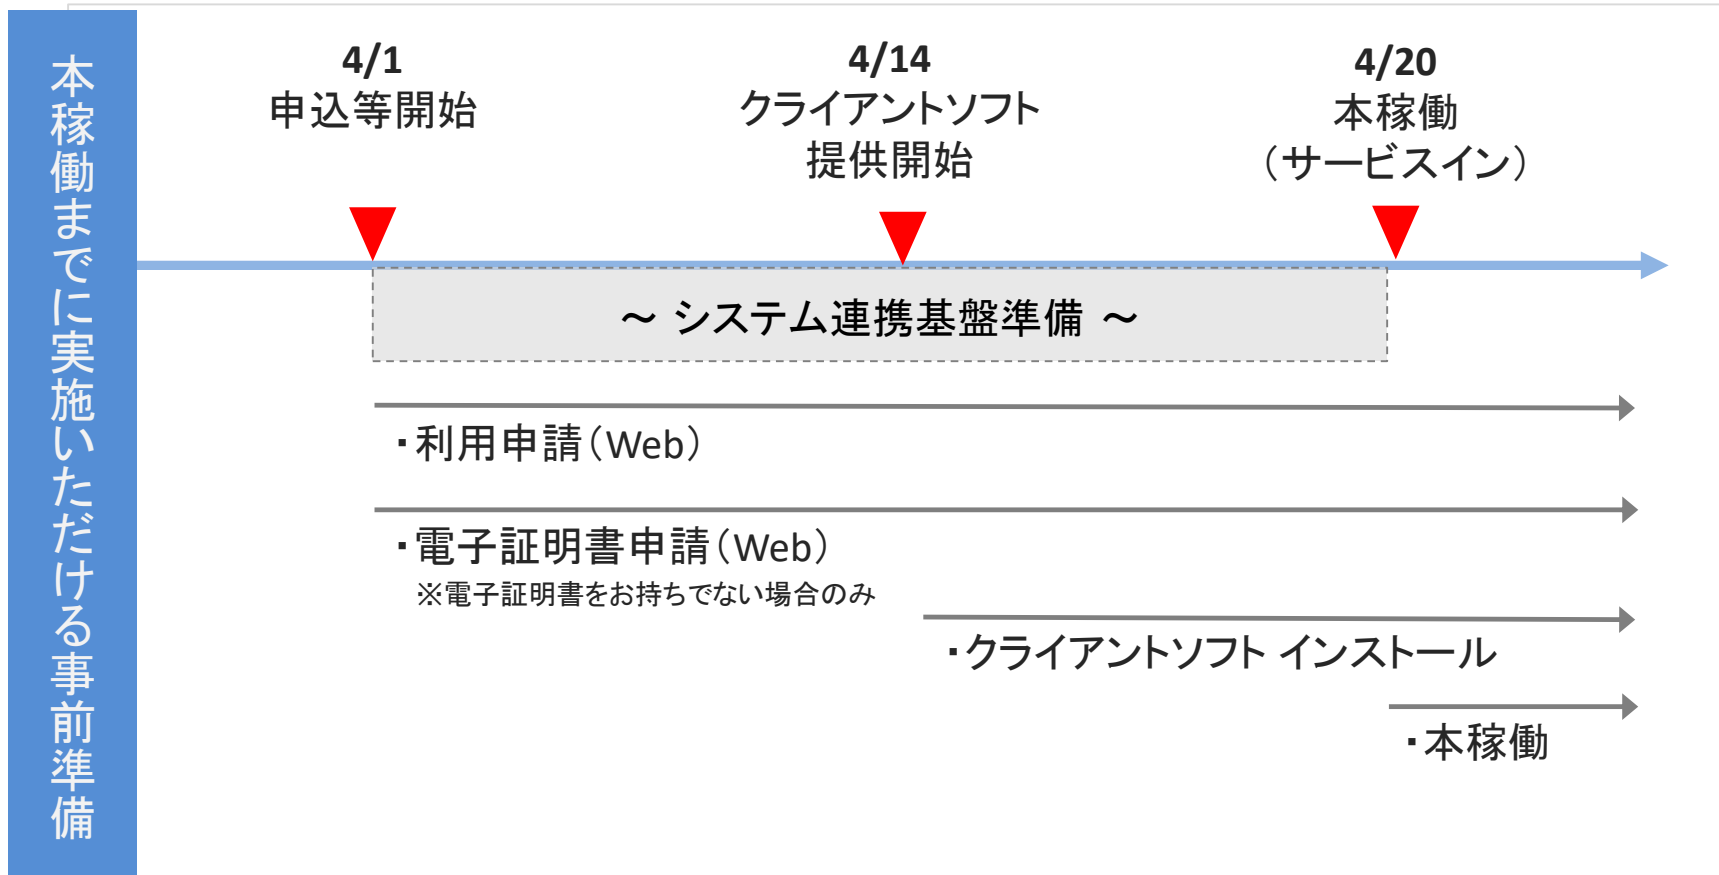 本稼働までに実施いただける事前準備
4/1
申込等開始
4/14
クライアントソフト
提供開始
4/20
本稼働
（サービスイン）
～ システム連携基盤準備 ～
・利用申請（Web）
・電子証明書申請（Web）
※電子証明書をお持ちでない場合のみ
・クライアントソフト インストール
・本稼働